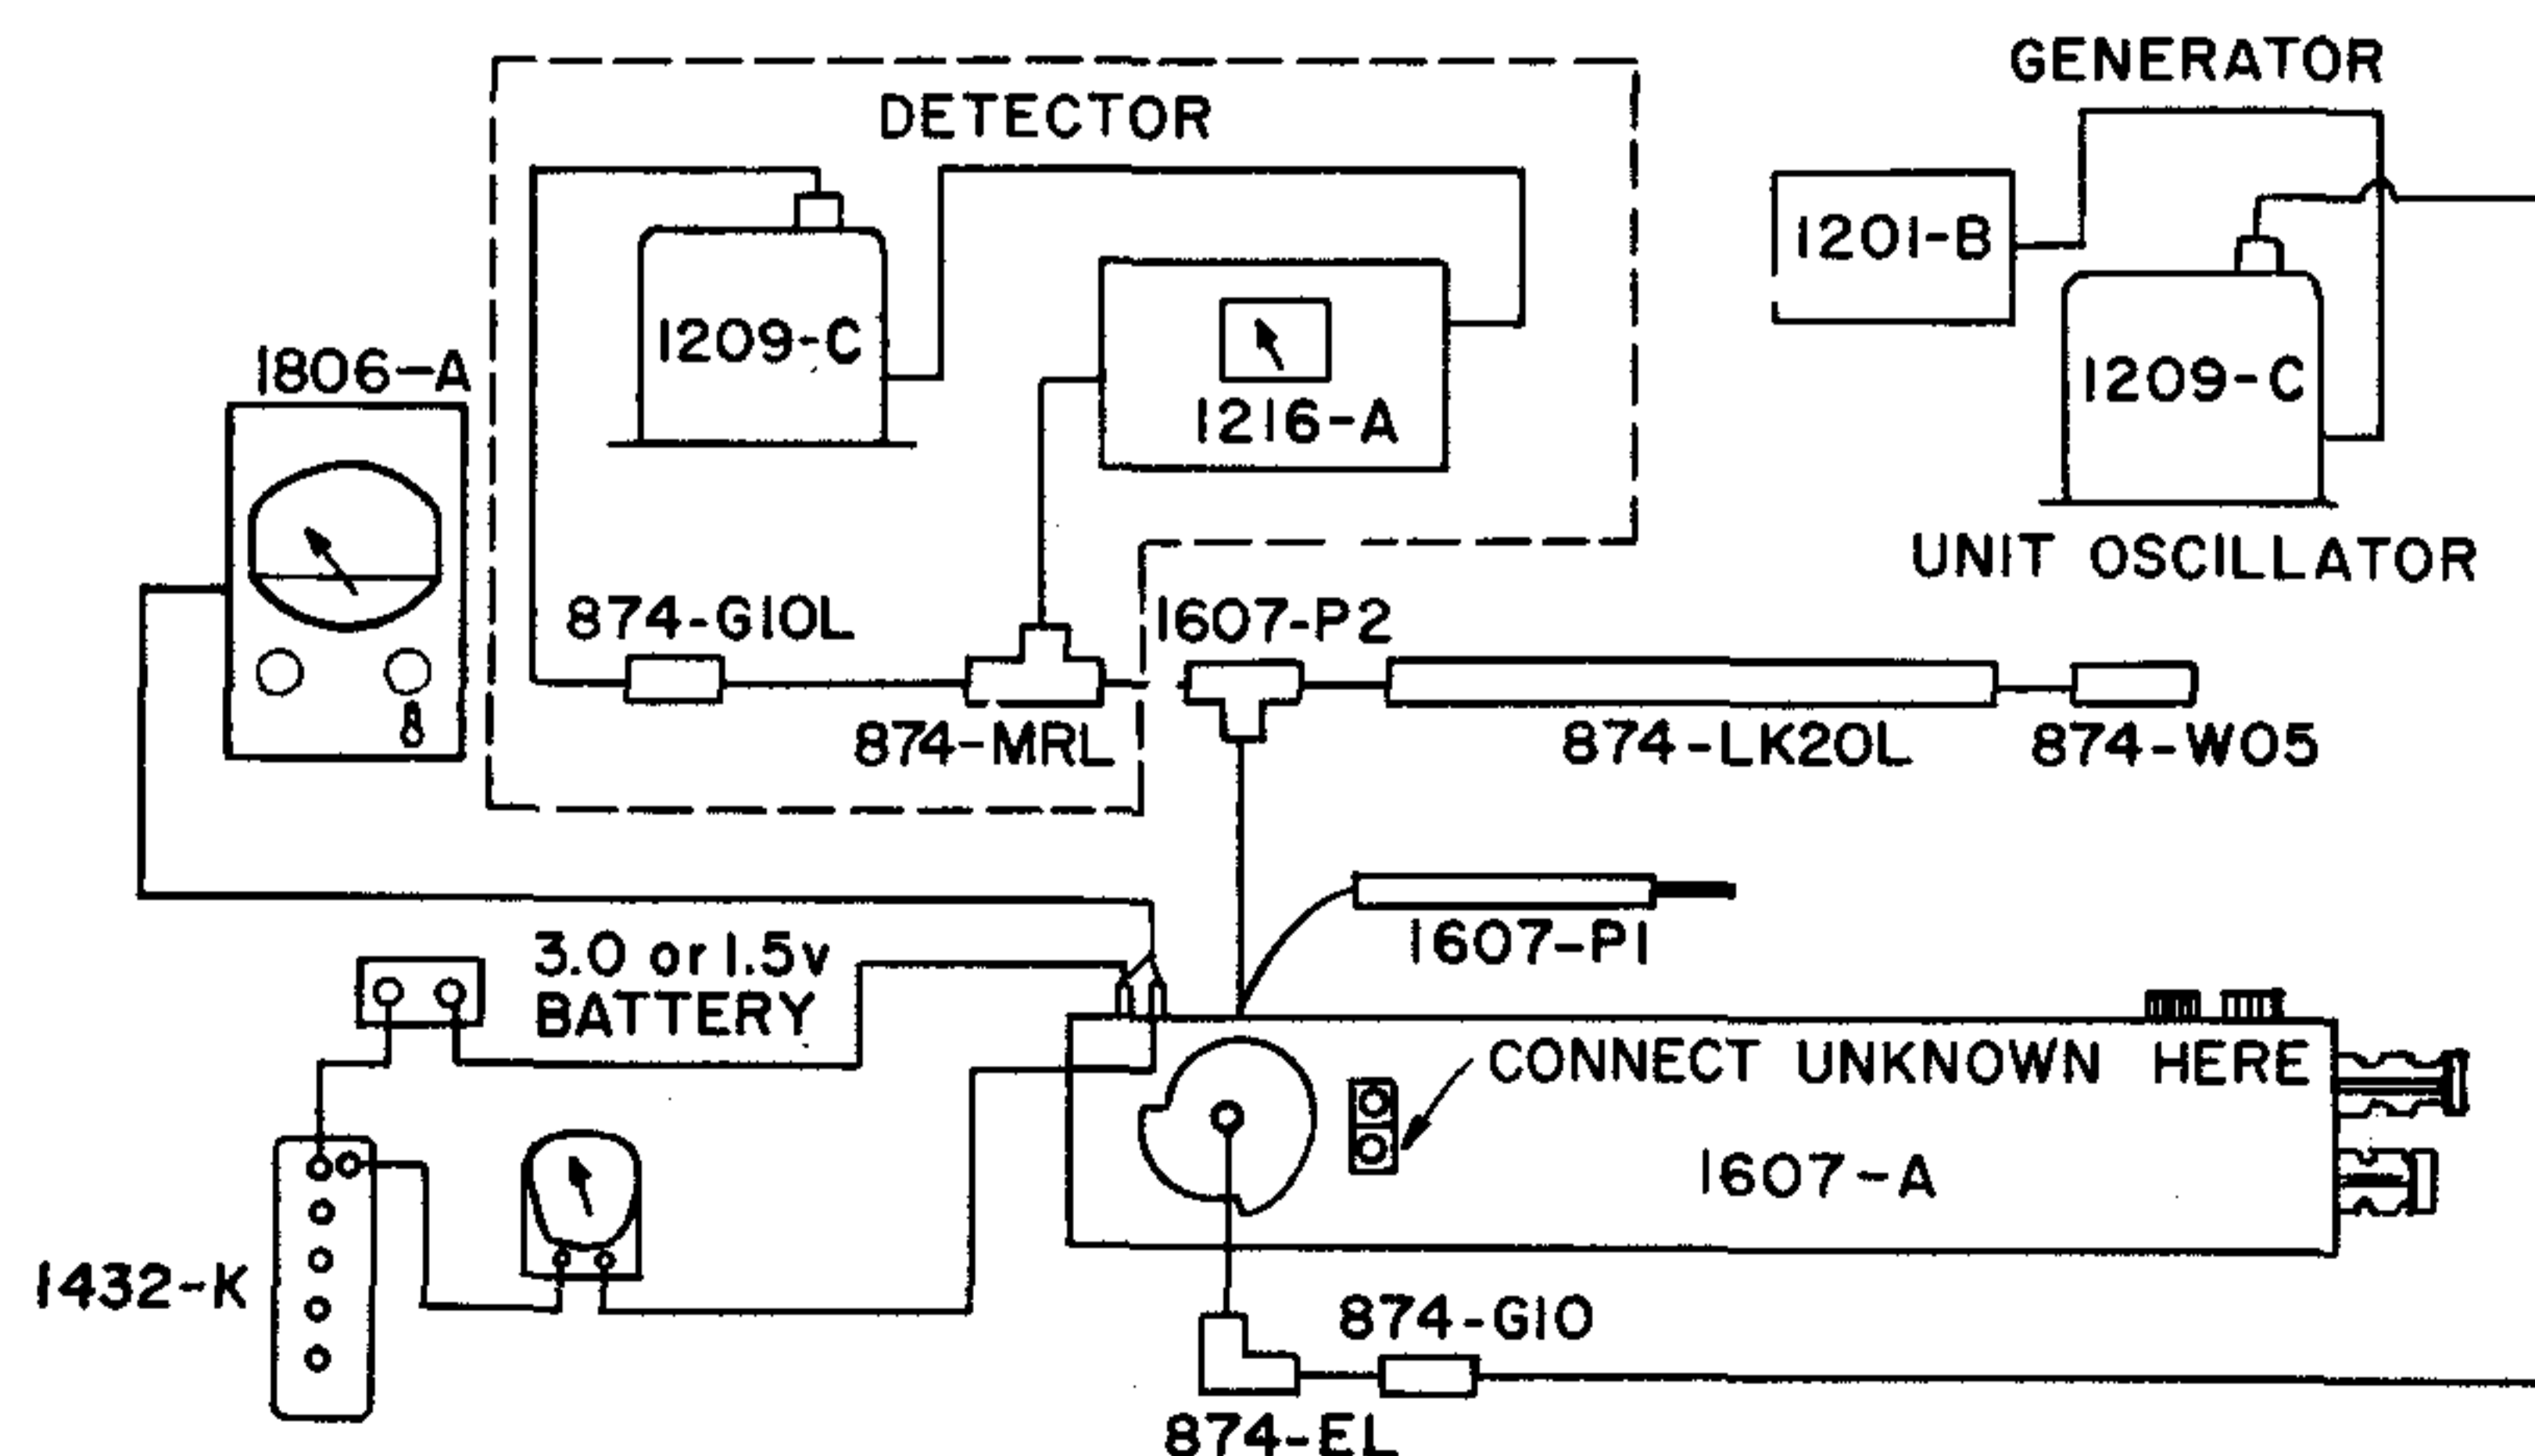 GENERATOR
DETECTOR
1201-B
1209-C
1806-A
1209-C
1216-A
UNIT OSCILLATOR
874-G10L
1607-P2
874-MRL
874-LK20L
874-W05
3.0 or 1.5v
BATTERY
1607-P1
CONNECT UNKNOWN HERE
1607-A
1432-K
874-G10
874-EL